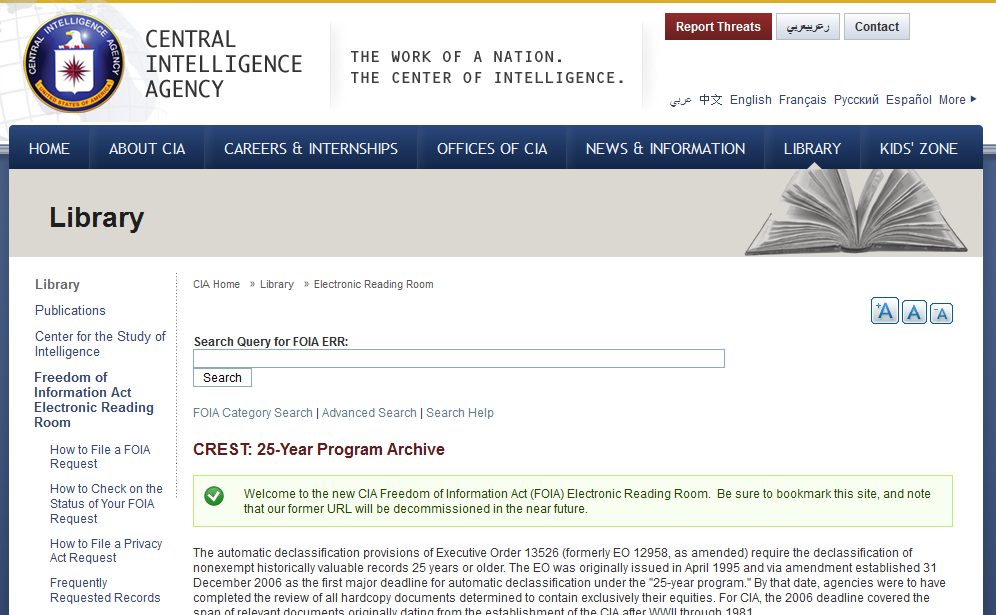 CENTRAL INTELLIGENCE AGENCY
UNITED STATES OF AMERICA
CENTRAL
INTELLIGENCE
AGENCY
THE WORK OF A NATION.
THE CENTER OF INTELLIGENCE.
Report Threats
Contact
عربي 中文 English Français Русский Español More
HOME ABOUT CIA CAREERS & INTERNSHIPS OFFICES OF CIA NEWS & INFORMATION LIBRARY KIDS' ZONE
Library
Library
Publications
Center for the Study of
Intelligence
Freedom of
Information Act
Electronic Reading
Room
How to File a FOIA
Request
How to Check on the
Status of Your FOIA
Request
How to File a Privacy
Act Request
Frequently
Requested Records
CIA Home » Library » Electronic Reading Room
+A A -A
Search Query for FOIA ERR:
Search
FOIA Category Search | Advanced Search | Search Help
CREST: 25-Year Program Archive
Welcome to the new CIA Freedom of Information Act (FOIA) Electronic Reading Room. Be sure to bookmark this site, and note
that our former URL will be decommissioned in the near future.
The automatic declassification provisions of Executive Order 13526 (formerly EO 12958, as amended) require the declassification of
nonexempt historically valuable records 25 years or older. The EO was originally issued in April 1995 and via amendment established 31
December 2006 as the first major deadline for automatic declassification under the "25-year program." By that date, agencies were to have
completed the review of all hardcopy documents determined to contain exclusively their equities. For CIA, the 2006 deadline covered the
span of relevant documents originally dating from the establishment of the CIA after WWII through 1981.